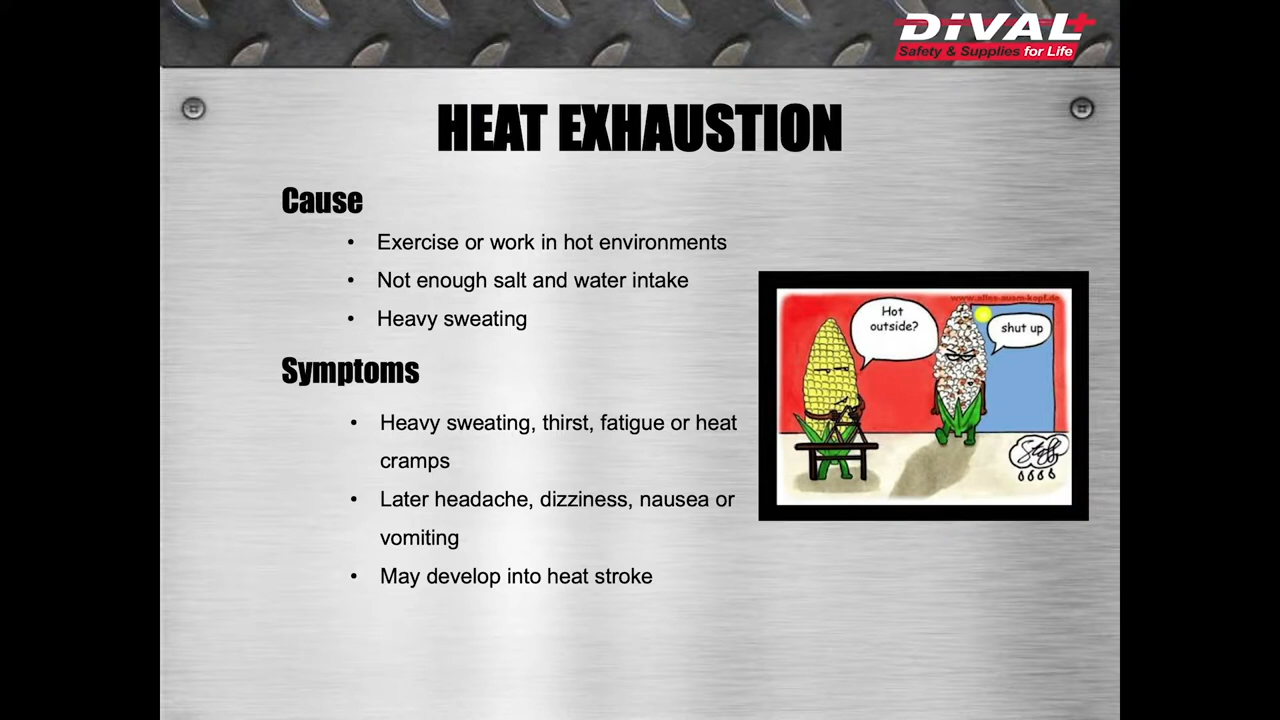 DiVAL
Safety & Supplies for Life
HEAT EXHAUSTION
Cause
• Exercise or work in hot environments
• Not enough salt and water intake
• Heavy sweating
Symptoms
• Heavy sweating, thirst, fatigue or heat
cramps
• Later headache, dizziness, nausea or
vomiting
• May develop into heat stroke
www.alles-ausm-kopf.de
Hot
outside?
shut up